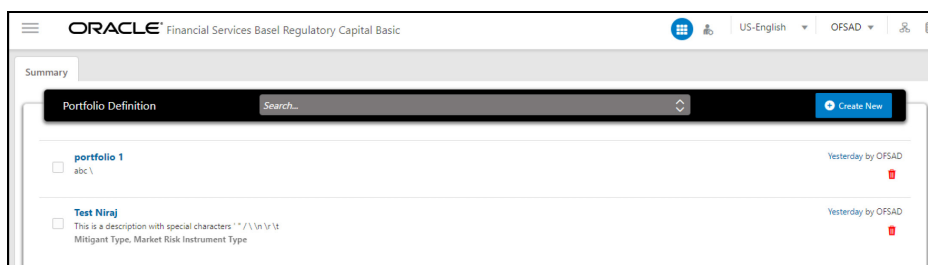 ORACLE® Financial Services Basel Regulatory Capital Basic
US-English
OFSAD
Summary
Portfolio Definition
Search...
Create New
portfolio 1
Yesterday by OFSAD
abc \
Test Niraj
Yesterday by OFSAD
This is a description with special characters ' " / \ \n \r \t
Mitigant Type, Market Risk Instrument Type